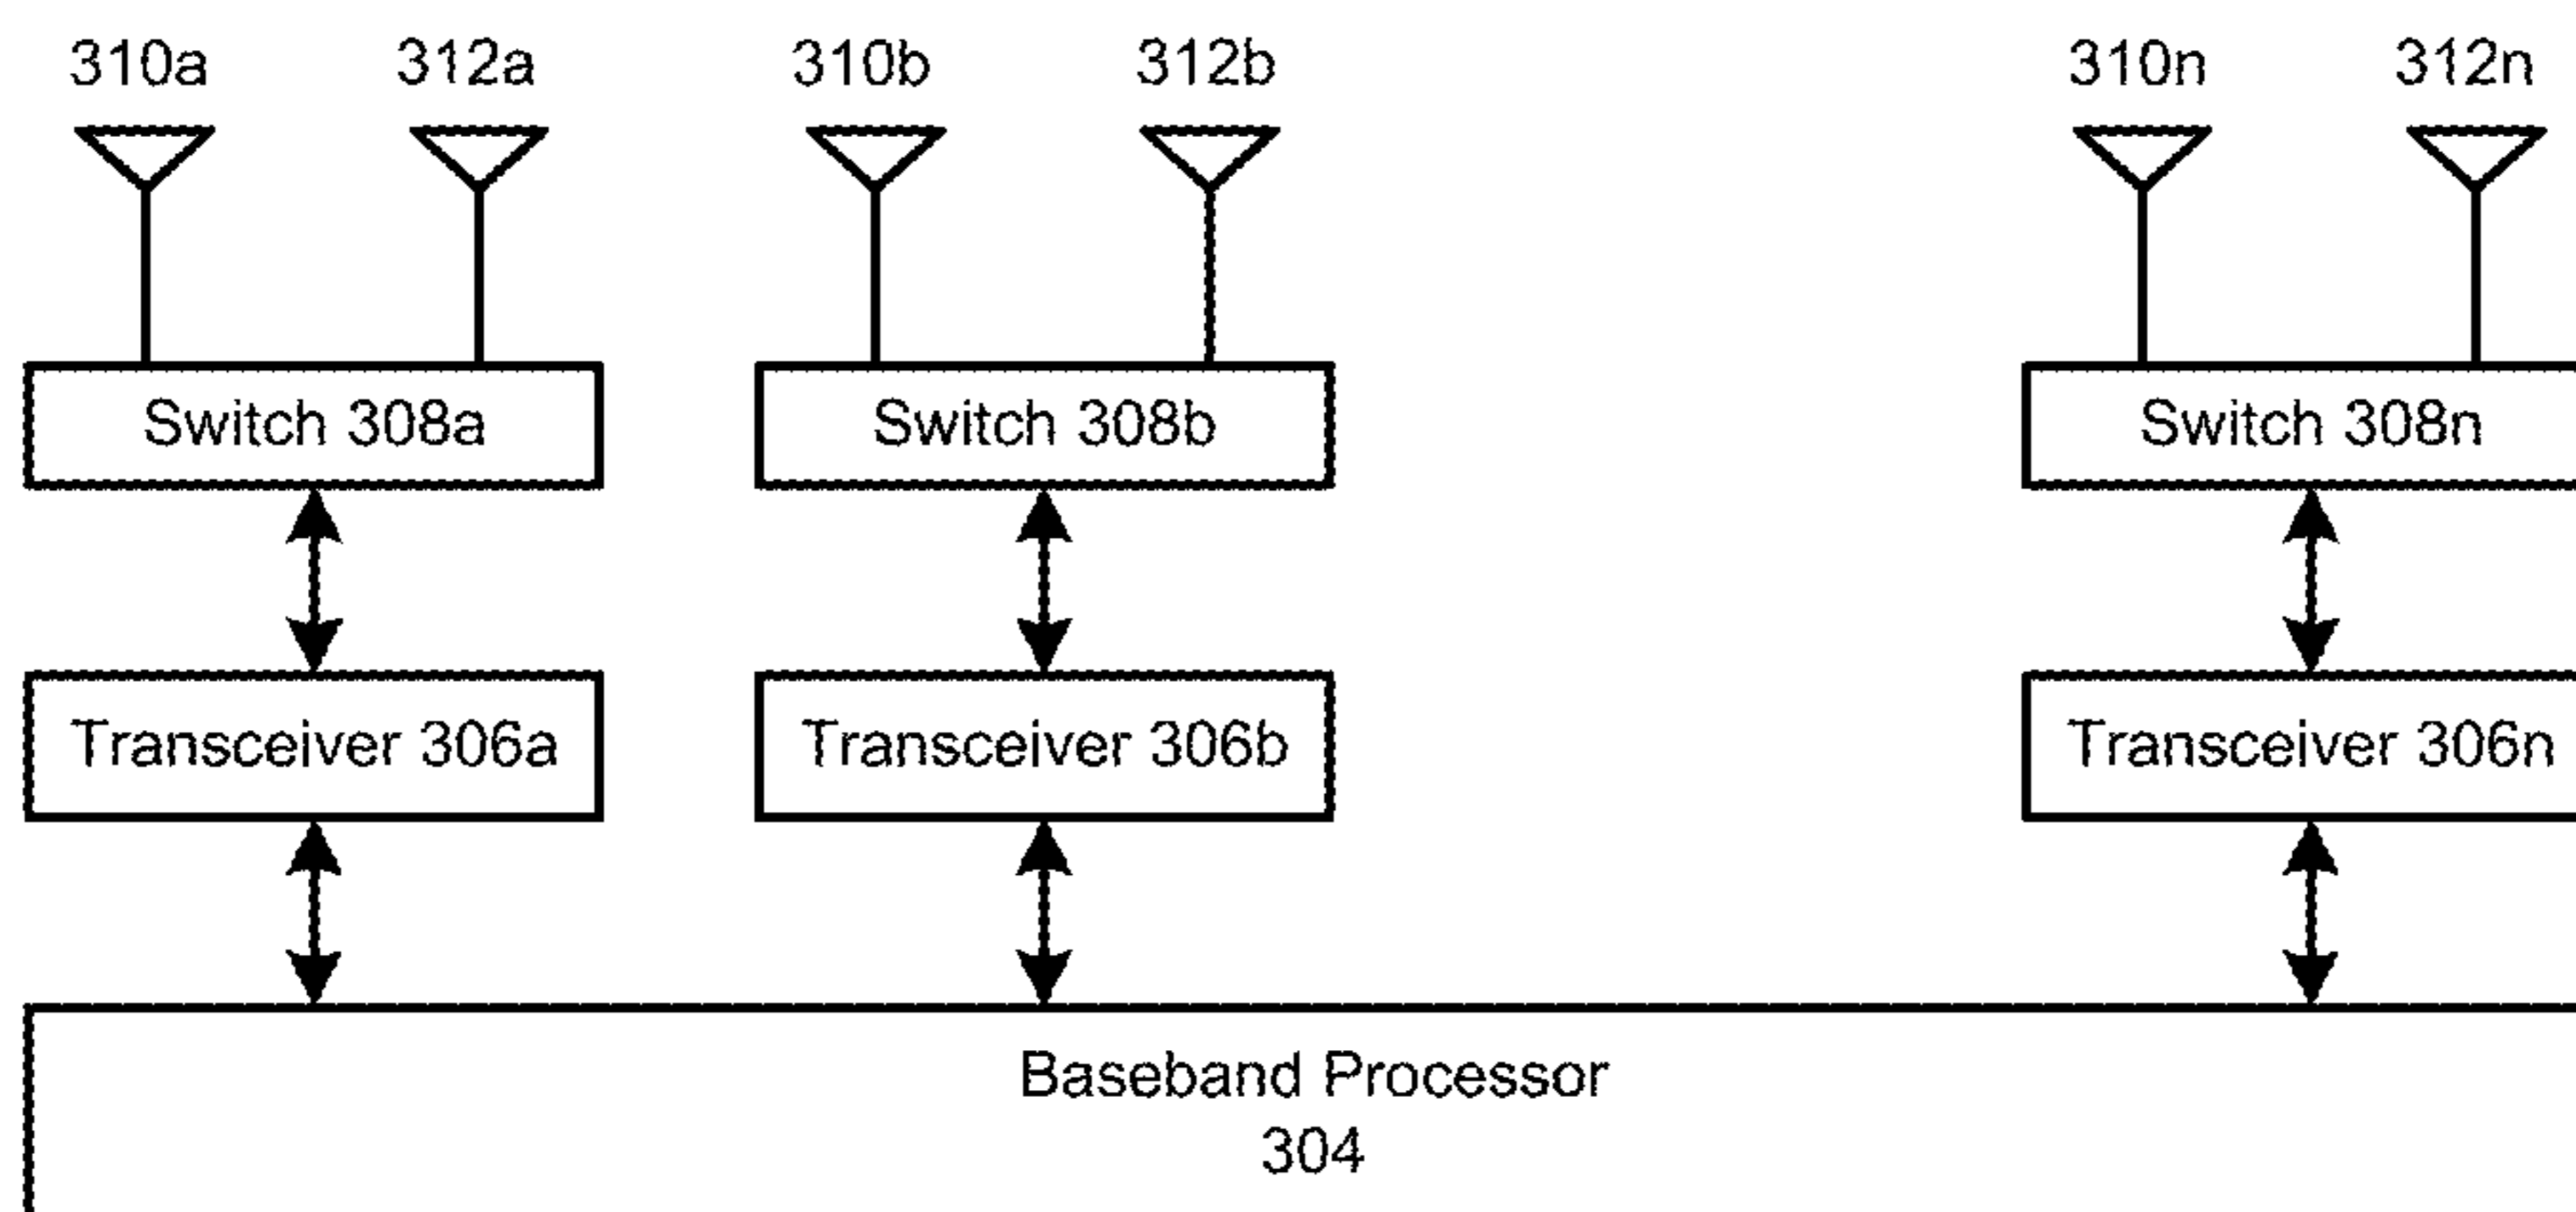 310a 312a 310b 312b 310n 312n
Switch 308a Switch 308b Switch 308n
Transceiver 306a Transceiver 306b Transceiver 306n
Baseband Processor
304